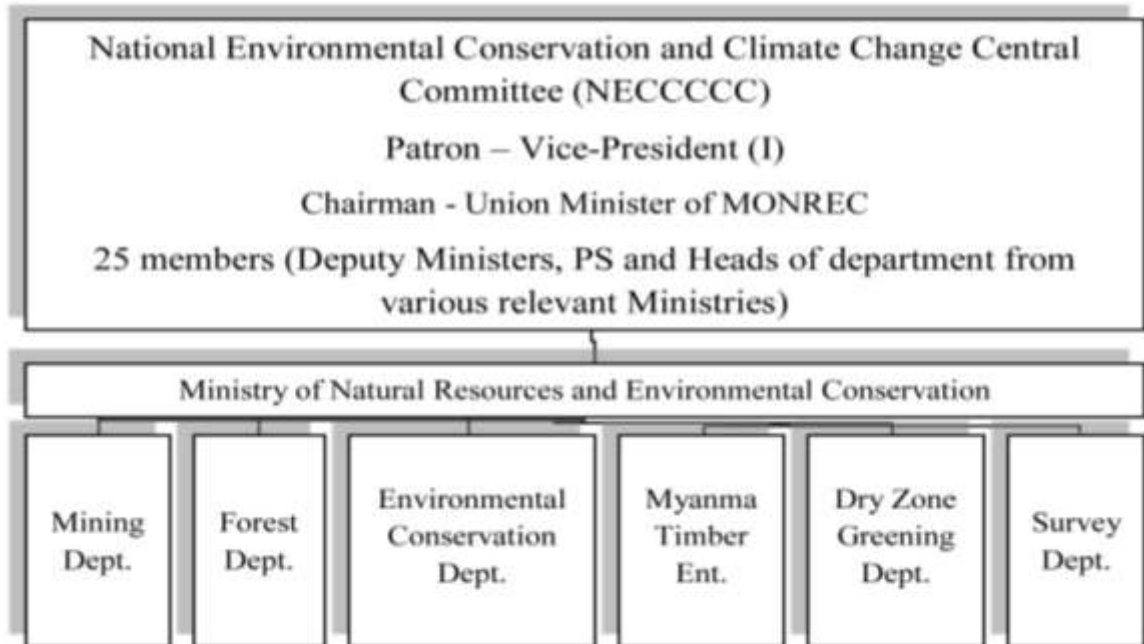 National Environmental Conservation and Climate Change Central
Committee (NECCCCC)
Patron – Vice-President (I)
Chairman - Union Minister of MONREC
25 members (Deputy Ministers, PS and Heads of department from
various relevant Ministries)
Ministry of Natural Resources and Environmental Conservation
Mining
Dept.
Forest
Dept.
Environmental
Conservation
Dept.
Myanma
Timber
Ent.
Dry Zone
Greening
Dept.
Survey
Dept.